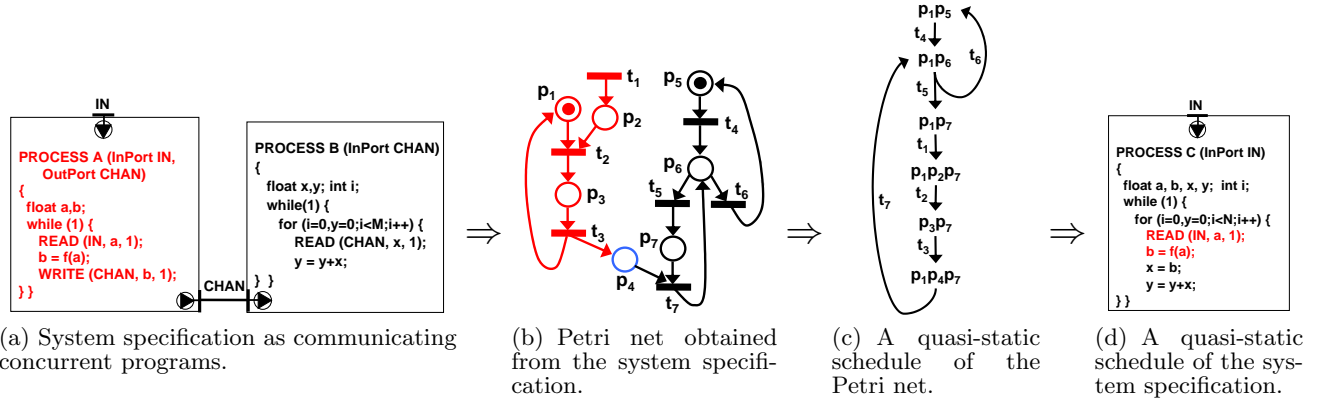 IN
PROCESS A (InPort IN,
OutPort CHAN)
{
float a,b;
while (1) {
READ (IN, a, 1);
b = f(a);
WRITE (CHAN, b, 1);
} }
CHAN
PROCESS B (InPort CHAN)
{
float x,y; int i;
while(1) {
for (i=0,y=0;i<M;i++) {
READ (CHAN, x, 1);
y = y+x;
} }
(a) System specification as communicating
concurrent programs.
⇒
p1
t1
p2
t2
p3
t3
p4
p5
t4
p6
t5
t6
p7
t7
(b) Petri net obtained
from the system specifi-
cation.
⇒
p1p5
t4
p1p6
t6
t5
p1p7
t1
p1p2p7
t2
t7
p3p7
t3
p1p4p7
(c) A quasi-static
schedule of the
Petri net.
⇒
IN
PROCESS C (InPort IN)
{
float a, b, x, y; int i;
while (1) {
for (i=0,y=0;i<N;i++) {
READ (IN, a, 1);
b = f(a);
x = b;
y = y+x;
} }
(d) A quasi-static
schedule of the sys-
tem specification.